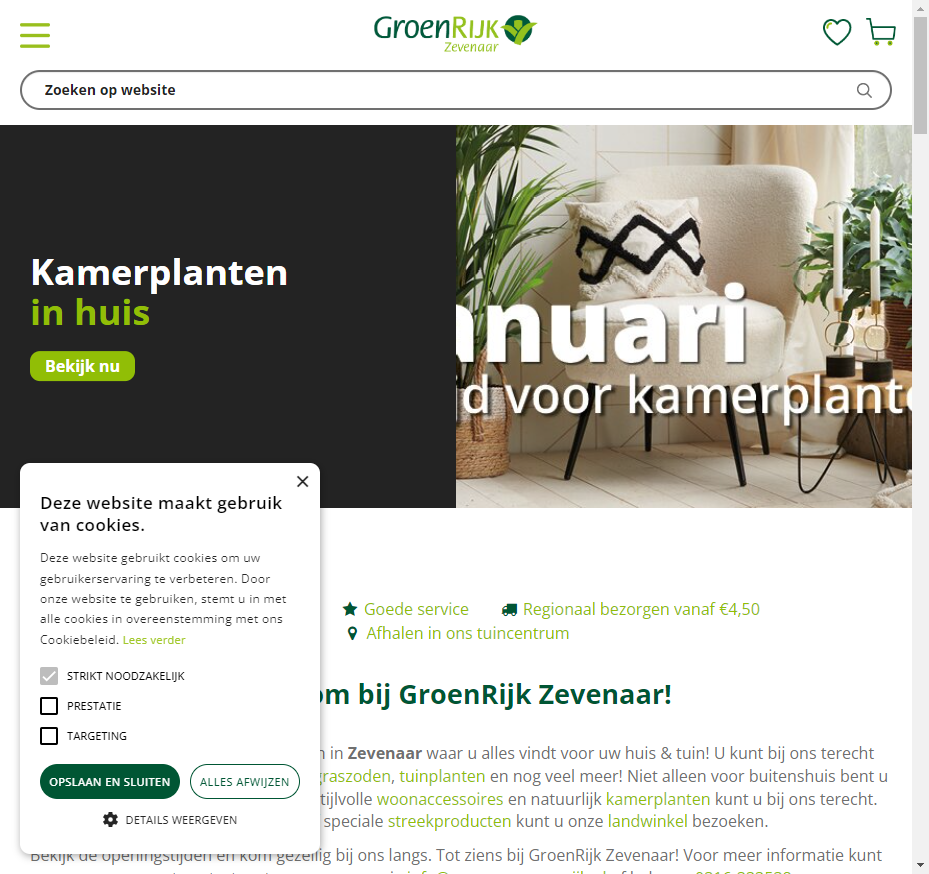 GroenRijk
Zevenaar
Zoeken op website
Kamerplanten
in huis
Bekijk nu
anuari
d voor kamerplante
Deze website maakt gebruik
van cookies.
Deze website gebruikt cookies om uw
gebruikerservaring te verbeteren. Door
onze website te gebruiken, stemt u in met
alle cookies in overeenstemming met ons
Cookiebeleid. Lees verder
STRIKT NOODZAKELIJK
PRESTATIE
TARGETING
OPSLAAN EN SLUITEN
ALLES AFWIJZEN
DETAILS WEERGEVEN
Goede service
Regionaal bezorgen vanaf €4,50
Afhalen in ons tuincentrum
om bij GroenRijk Zevenaar!
in Zevenaar waar u alles vindt voor uw huis & tuin! U kunt bij ons terecht
graszoden, tuinplanten en nog veel meer! Niet alleen voor buitenshuis bent u
tijlvolle woonaccessoires en natuurlijk kamerplanten kunt u bij ons terecht.
speciale streekproducten kunt u onze landwinkel bezoeken.
Bekijk de openingstijden en kom gezellig bij ons langs. Tot ziens bij GroenRijk Zevenaar! Voor meer informatie kunt